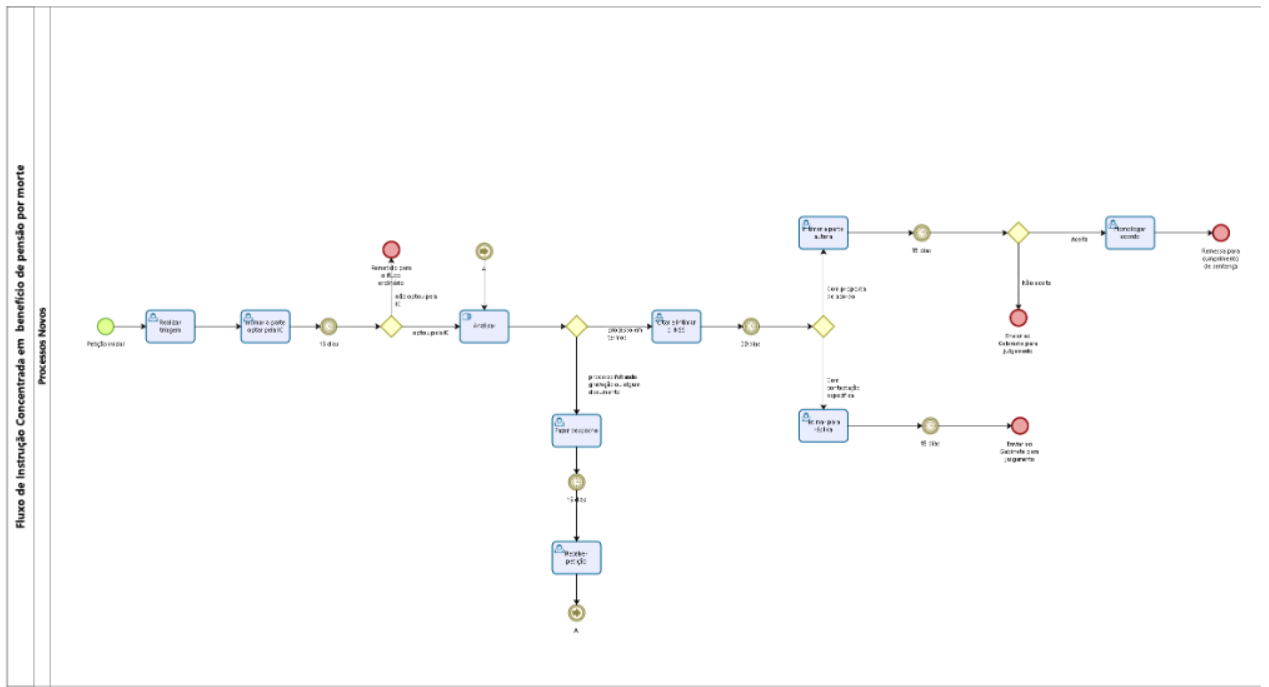 Fluxo de Instrução Concentrada em benefício de pensão por morte
Processos Novos
Petição inicial
Realizar
triagem
Intimar a parte
optar pela IC
15 dias
Remetido para
o fluxo
ordinário
não optou pela
IC
optou pela IC
A
Analisar
processo em
termos
processo faltando
gravação ou algum
documento
Fazer despacho
15 dias
Receber
petição
A
Citar e intimar
o INSS
30 dias
Com proposta
de acordo
Intimar a parte
autora
15 dias
Aceita
Não aceita
Homologar
acordo
Remessa para
cumprimento
de sentença
Enviar ao
Gabinete para
julgamento
Com
contestação
específica
Intimar para
réplica
15 dias
Enviar ao
Gabinete para
julgamento